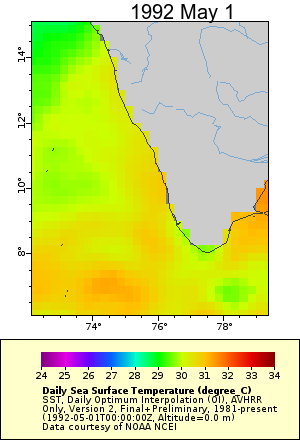 1992 May 1
14°
12°
10°
8°
74° 76° 78°
24 25 26 27 28 29 30 31 32 33 34
Daily Sea Surface Temperature (degree_C)
SST, Daily Optimum Interpolation (OI), AVHRR
Only, Version 2, Final+Preliminary, 1981-present
(1992-05-01T00:00:00Z, Altitude=0.0 m)
Data courtesy of NOAA NCEI